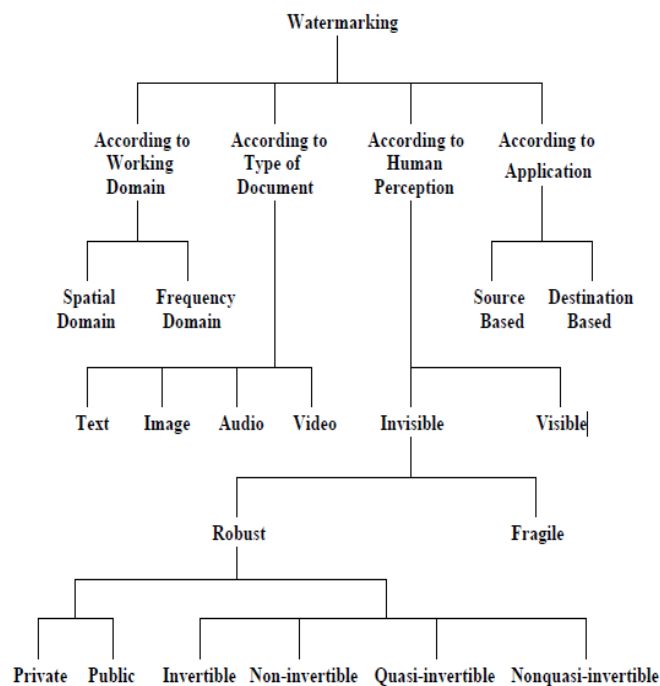 Watermarking
According to
Working
Domain
According to
Type of
Document
According to
Human
Perception
According to
Application
Spatial
Domain
Frequency
Domain
Source
Based
Destination
Based
Text
Image
Audio
Video
Invisible
Visible
Robust
Fragile
Private
Public
Invertible
Non-invertible
Quasi-invertible
Nonquasi-invertible